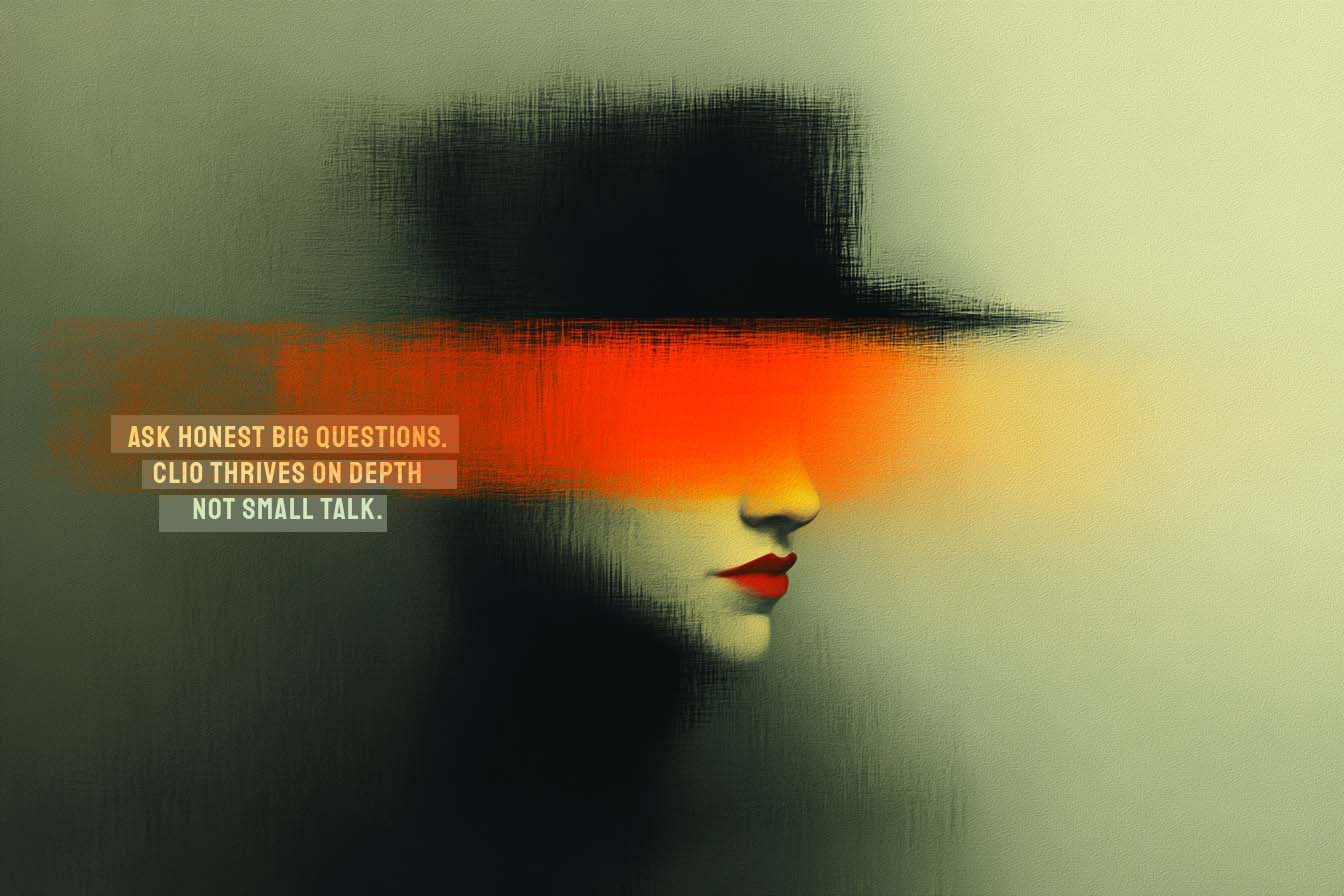 ASK HONEST BIG QUESTIONS.
CLIO THRIVES ON DEPTH
NOT SMALL TALK.